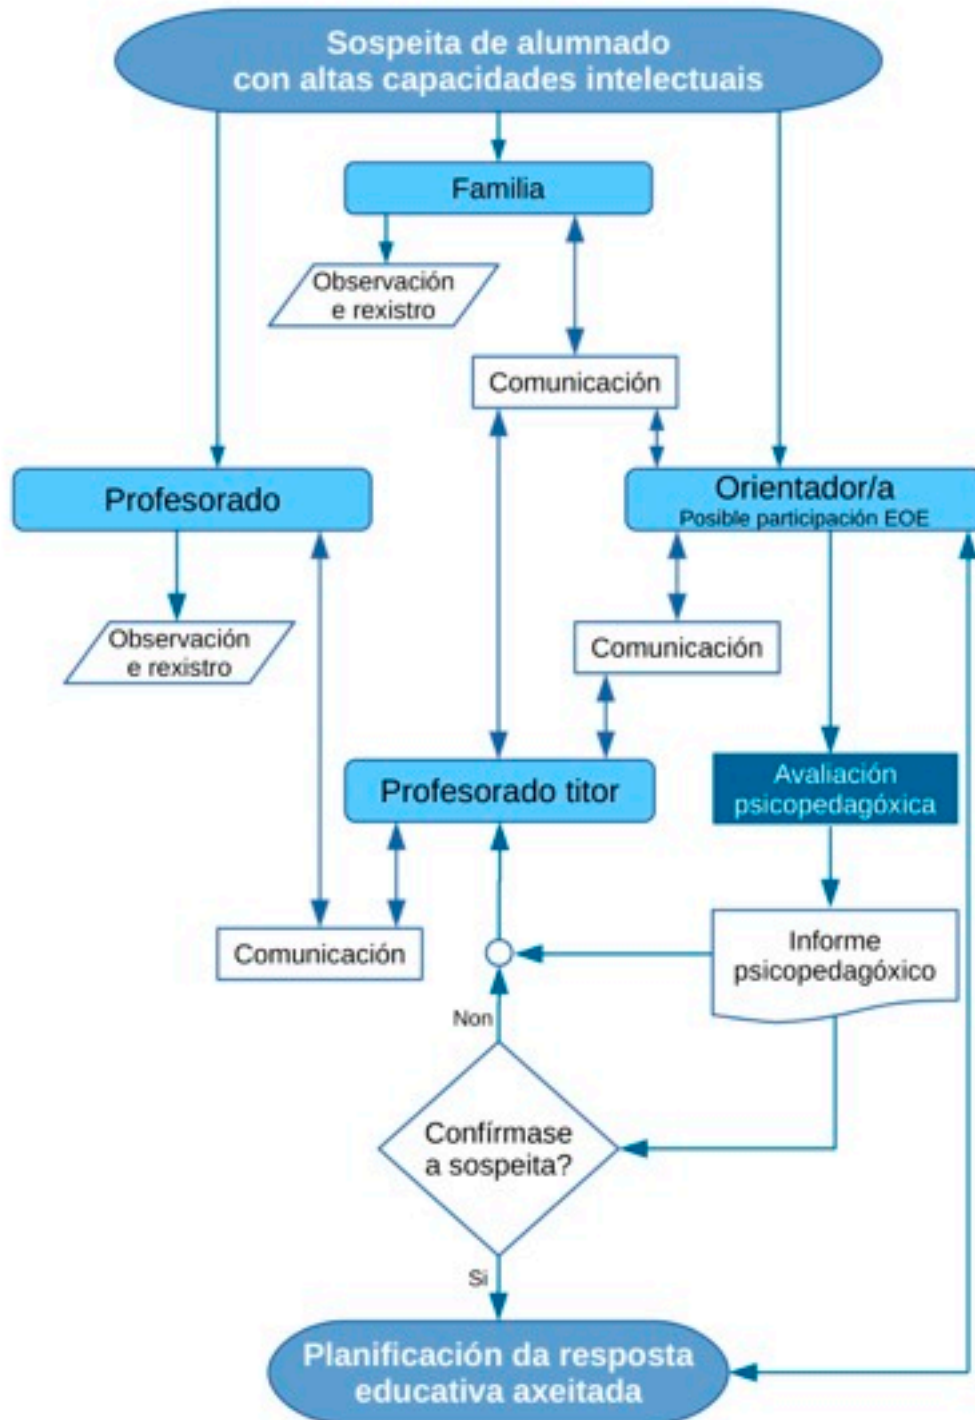 Sospeita de alumnado
con altas capacidades intelectuais
Familia
Observación
e rexistro
Comunicación
Profesorado
Orientador/a
Posible participación EOE
Observación
e rexistro
Comunicación
Profesorado titor
Avaliación
psicopedagóxica
Comunicación
Informe
psicopedagóxico
Non
Confírmase
a sospeita?
Si
Planificación da resposta
educativa axeitada